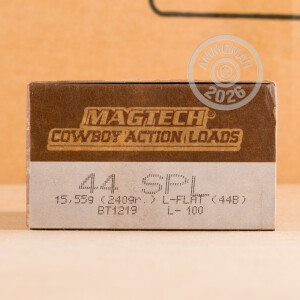 MAGTECH
COWBOY ACTION LOADS
44 SPL
15,55g (240gr.) L-FLAT (44B)
BT1219 L-100
2026